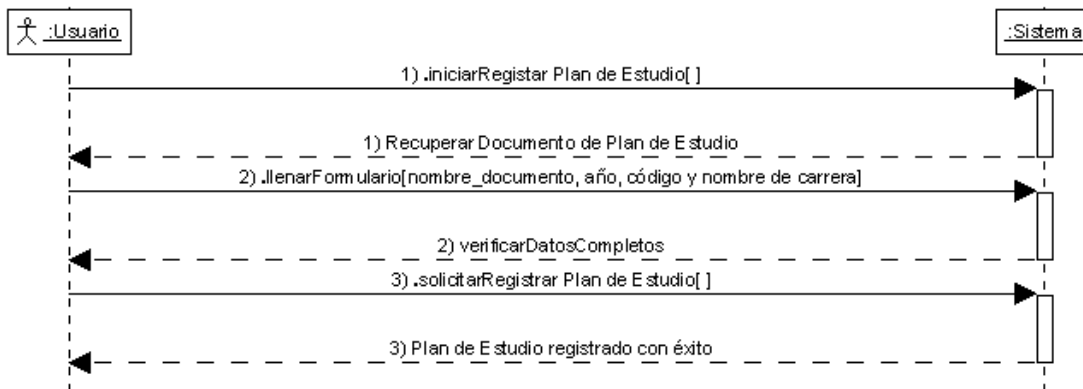 :Usuario
:Sistema
1) .iniciarRegistar Plan de Estudio[ ]
1) Recuperar Documento de Plan de Estudio
2) .llenarFormulario[nombre_documento, año, código y nombre de carrera]
2) verificarDatosCompletos
3) .solicitarRegistrar Plan de Estudio[ ]
3) Plan de Estudio registrado con éxito